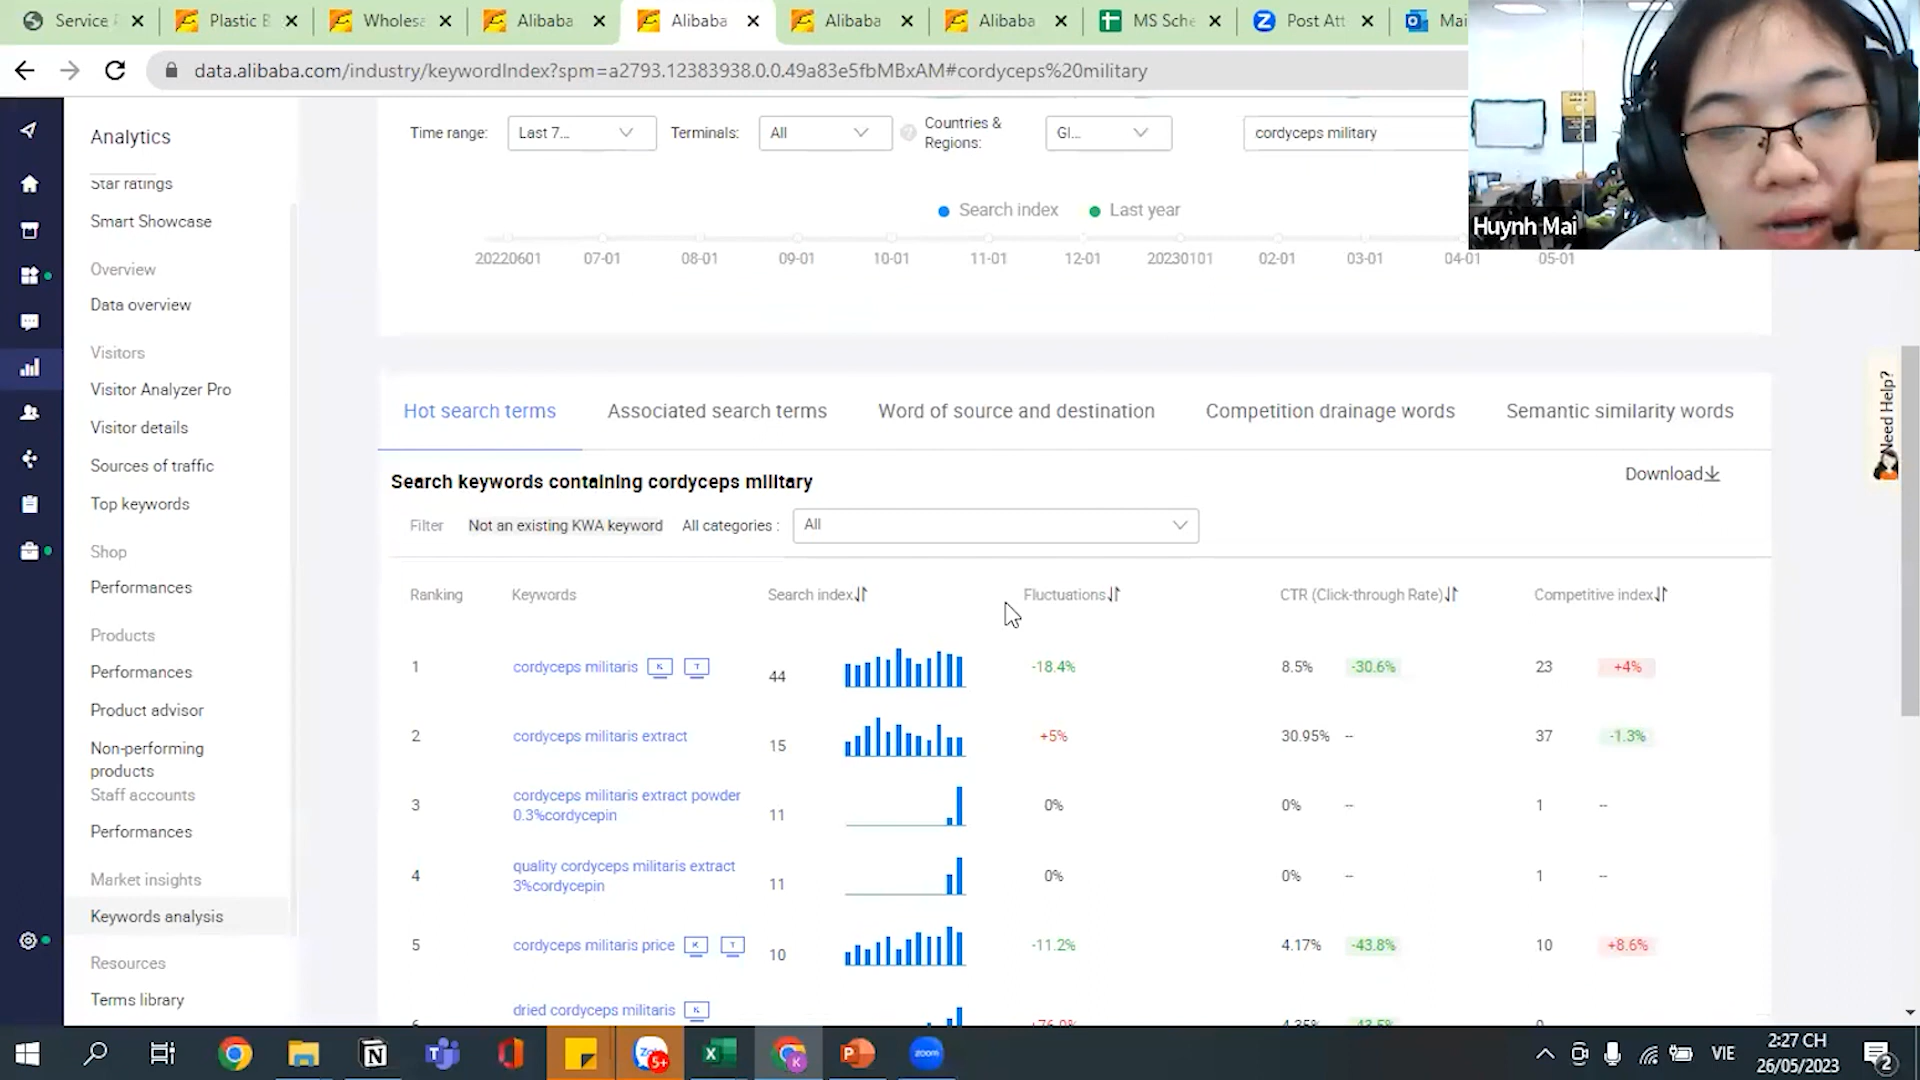 Service
Plastic B
Wholesa
Alibaba
Alibaba
Alibaba
Alibaba
MS Sche
Post Att
Mai
data.alibaba.com/industry/keywordIndex?spm=a2793.12383938.0.0.49a83e5fbMBxAM#cordyceps%20military
Huynh Mai
Analytics
Star ratings
Smart Showcase
Overview
Data overview
Visitors
Visitor Analyzer Pro
Visitor details
Sources of traffic
Top keywords
Shop
Performances
Products
Performances
Product advisor
Non-performing
products
Staff accounts
Performances
Market insights
Keywords analysis
Resources
Terms library
Time range:
Last 7...
Terminals:
All
Countries &
Regions:
Gl...
cordyceps military
Search index
Last year
20220601 07-01 08-01 09-01 10-01 11-01 12-01 20230101 02-01 03-01 04-01 05-01
Need Help?
Hot search terms
Associated search terms
Word of source and destination
Competition drainage words
Semantic similarity words
Search keywords containing cordyceps military
Download
Filter
Not an existing KWA keyword
All categories :
All
Ranking Keywords Search index Fluctuations CTR (Click-through Rate) Competitive index
1 cordyceps militaris K T 44 -18.4% 8.5% -30.6% 23 +4%
2 cordyceps militaris extract 15 +5% 30.95% -- 37 -1.3%
3 cordyceps militaris extract powder
0.3%cordycepin 11 0% 0% -- 1 --
4 quality cordyceps militaris extract
3%cordycepin 11 0% 0% -- 1 --
5 cordyceps militaris price K T 10 -11.2% 4.17% -43.8% 10 +8.6%
dried cordyceps militaris K
Zalo
5+
zoom
VIE
2:27 CH
26/05/2023
2